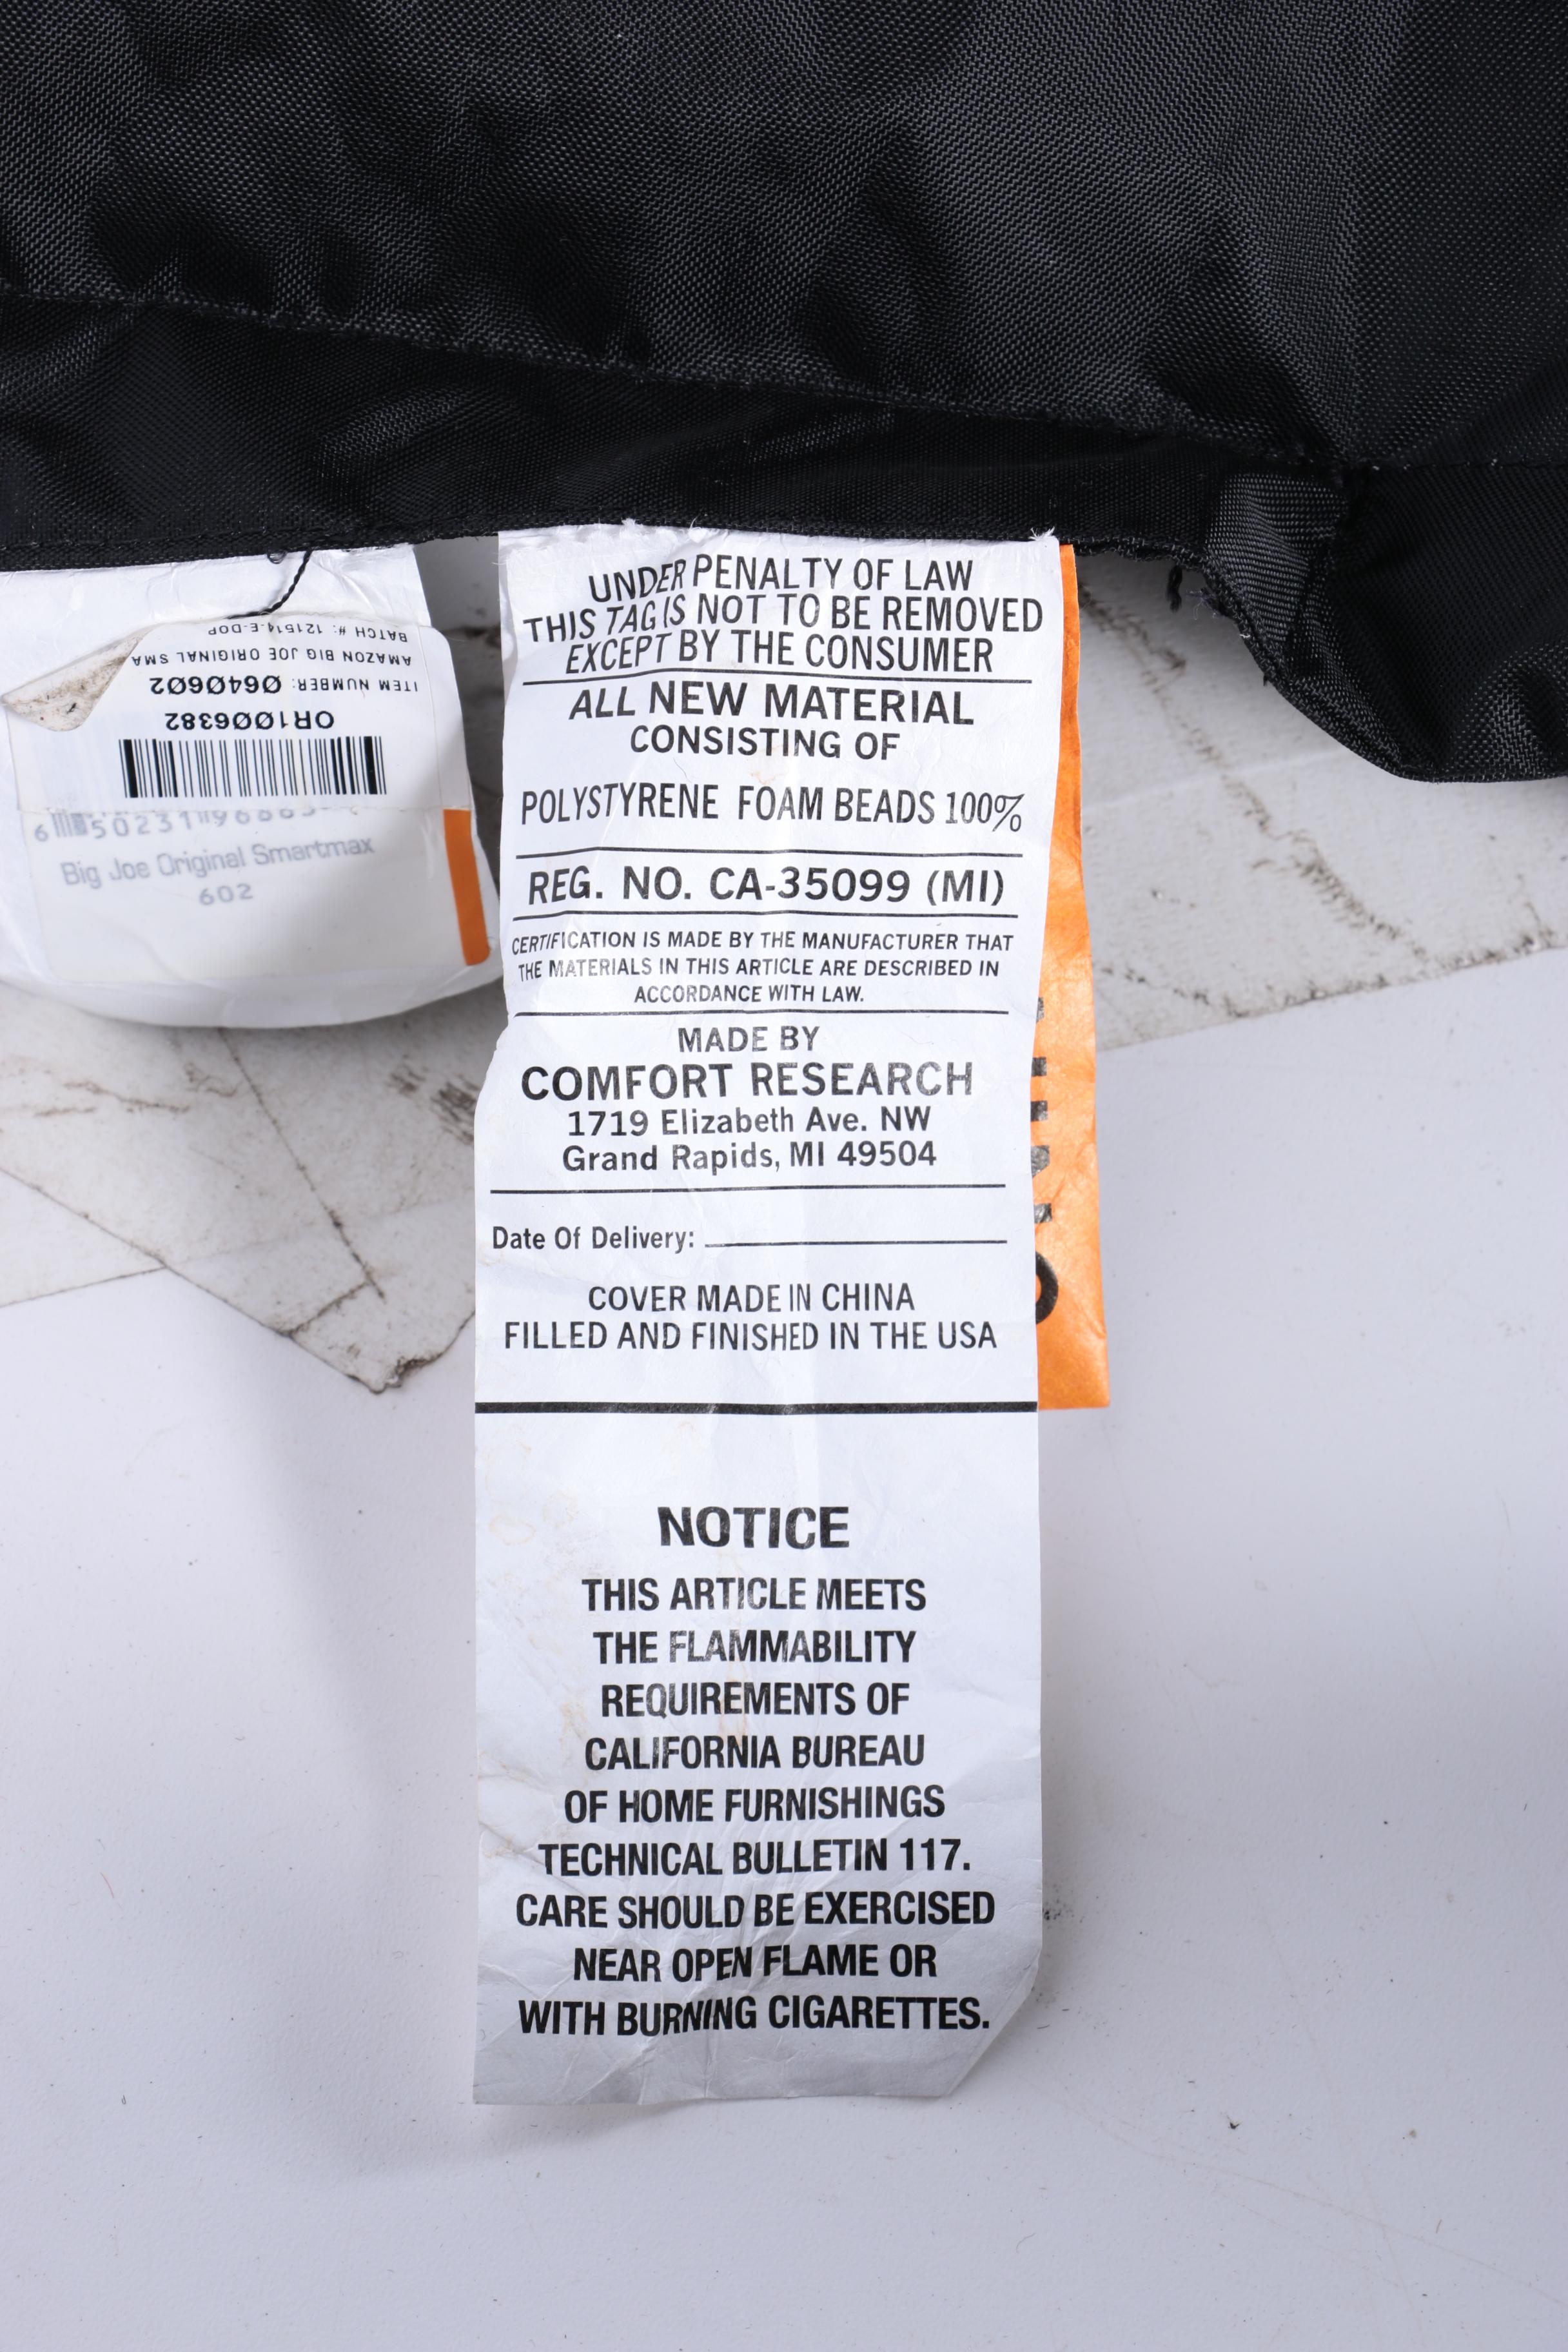 BATCH #: 121514-E-DOP
AMAZON BIG JOE ORIGINAL SMA
ITEM NUMBER: 0640602
OR1006382
Big Joe Original Smartmax
602
UNDER PENALTY OF LAW
THIS TAG IS NOT TO BE REMOVED
EXCEPT BY THE CONSUMER
ALL NEW MATERIAL
CONSISTING OF
POLYSTYRENE FOAM BEADS 100%
REG. NO. CA-35099 (MI)
CERTIFICATION IS MADE BY THE MANUFACTURER THAT
THE MATERIALS IN THIS ARTICLE ARE DESCRIBED IN
ACCORDANCE WITH LAW.
MADE BY
COMFORT RESEARCH
1719 Elizabeth Ave. NW
Grand Rapids, MI 49504
Date Of Delivery:
COVER MADE IN CHINA
FILLED AND FINISHED IN THE USA
NOTICE
THIS ARTICLE MEETS
THE FLAMMABILITY
REQUIREMENTS OF
CALIFORNIA BUREAU
OF HOME FURNISHINGS
TECHNICAL BULLETIN 117.
CARE SHOULD BE EXERCISED
NEAR OPEN FLAME OR
WITH BURNING CIGARETTES.